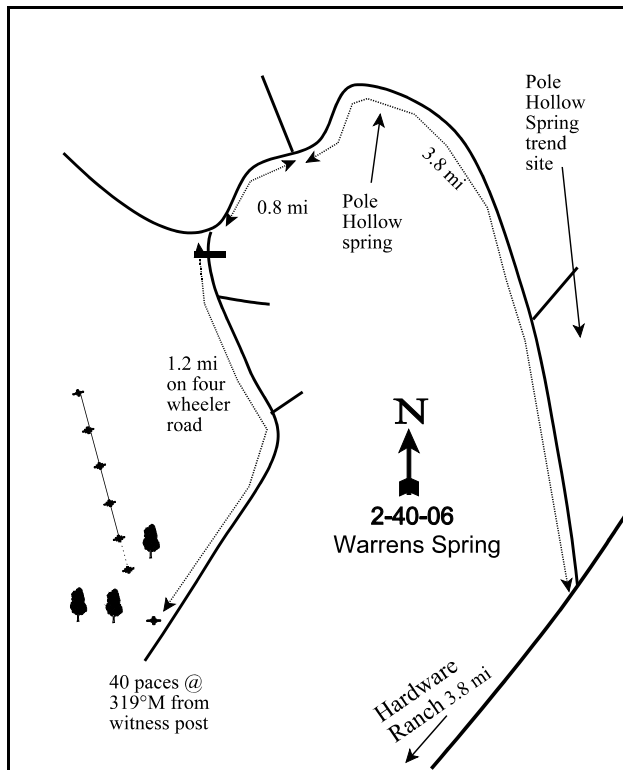 Pole
Hollow
Spring
trend
site
3.8 mi
Pole
Hollow
spring
0.8 mi
1.2 mi
on four
wheeler
road
N
2-40-06
Warrens Spring
40 paces @
319°M from
witness post
Hardware
Ranch 3.8 mi